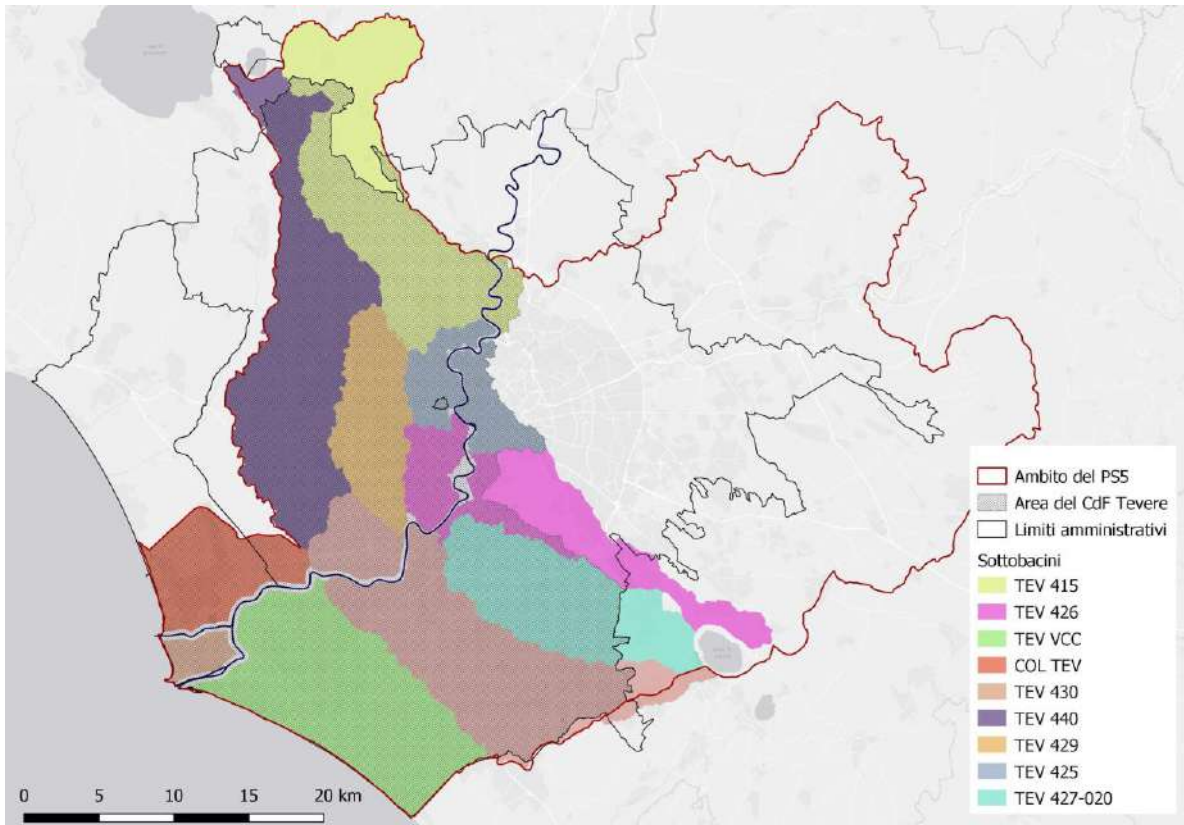 Ambito del PS5
Area del CdF Tevere
Limiti amministrativi
Sottobacini
TEV 415
TEV 426
TEV VCC
COL TEV
TEV 430
TEV 440
TEV 429
TEV 425
TEV 427-020
0 5 10 15 20 km